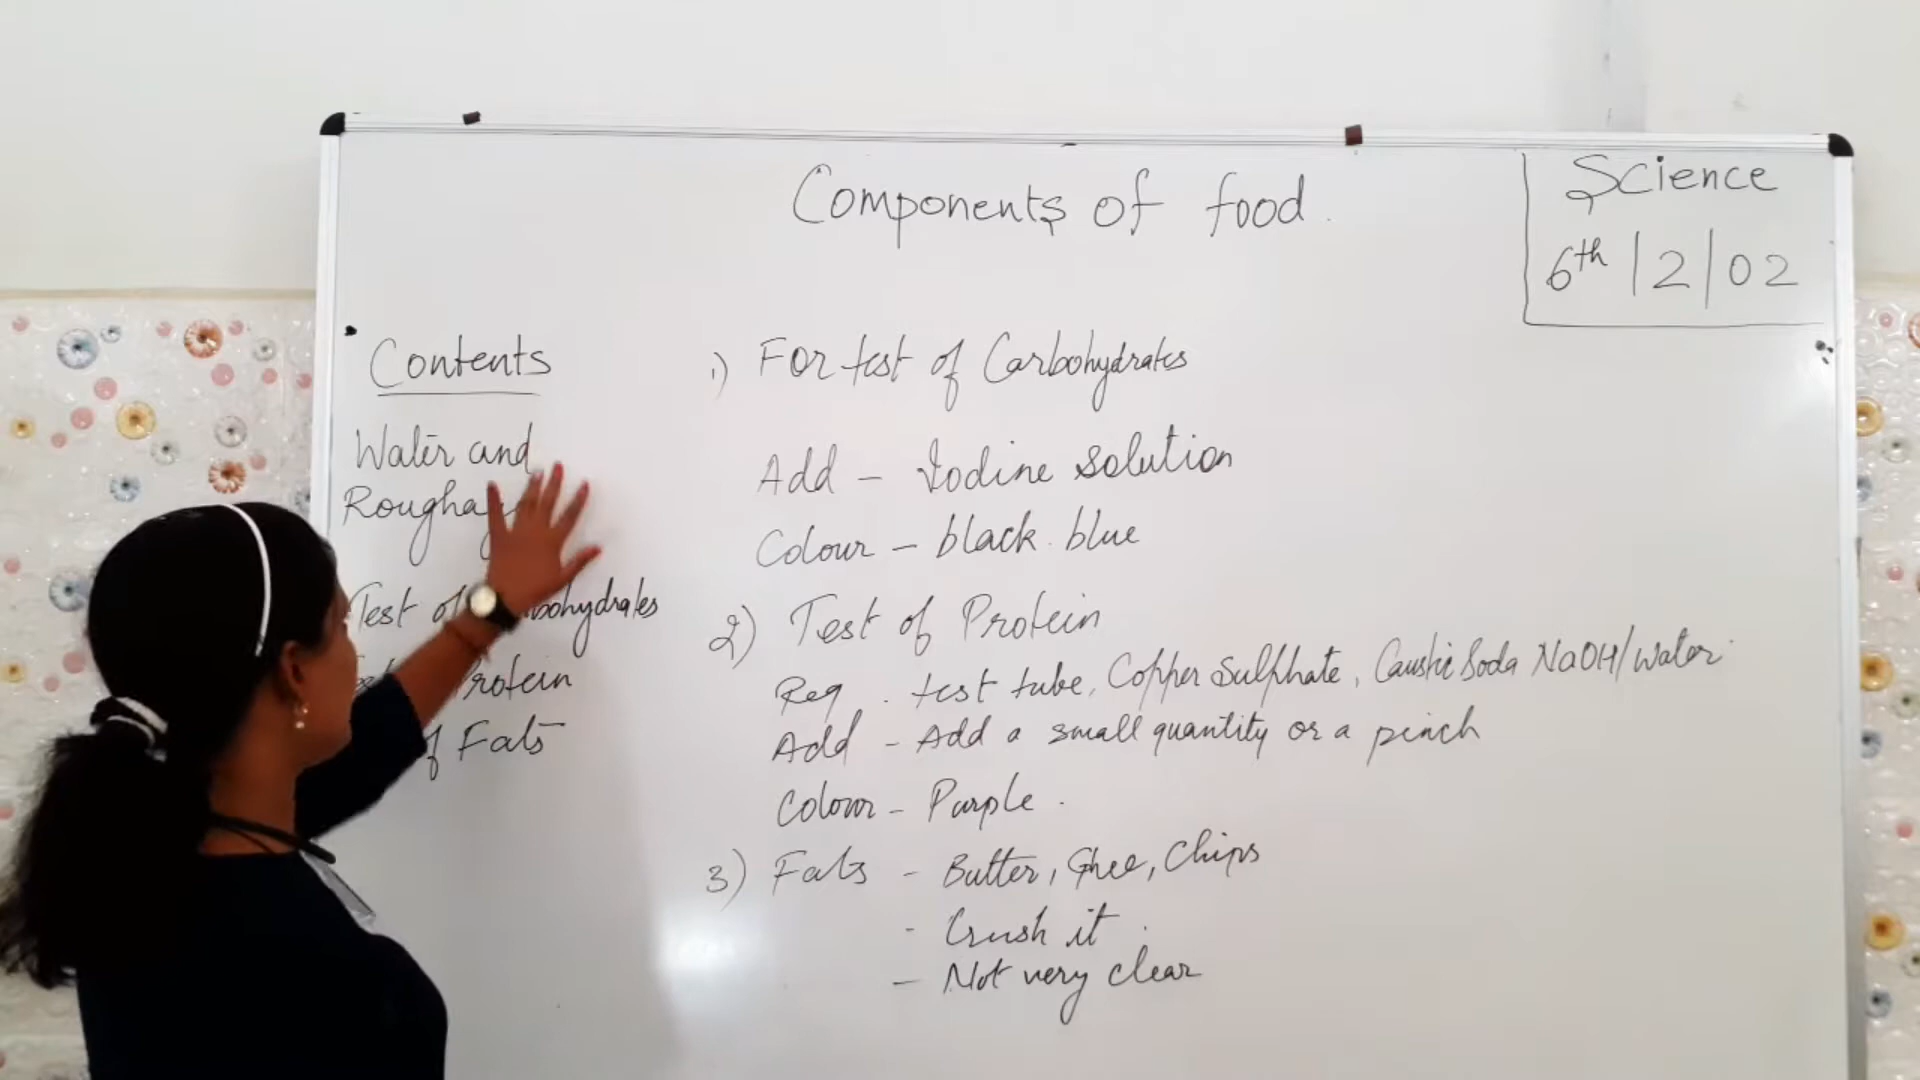 Components of food.
Science
6th | 2 | 02
Contents
Water and
Test of
Protein
Fats
1) For test of Carbohydrates
Add - Iodine solution
Colour - black blue
2) Test of Protein
Req. test tube, Copper Sulphate, Caustic Soda NaOH/Water
Add - Add a small quantity or a pinch
Colour - Purple.
3) Fats - Butter, Ghee, Chips
- Crush it.
- Not very clear